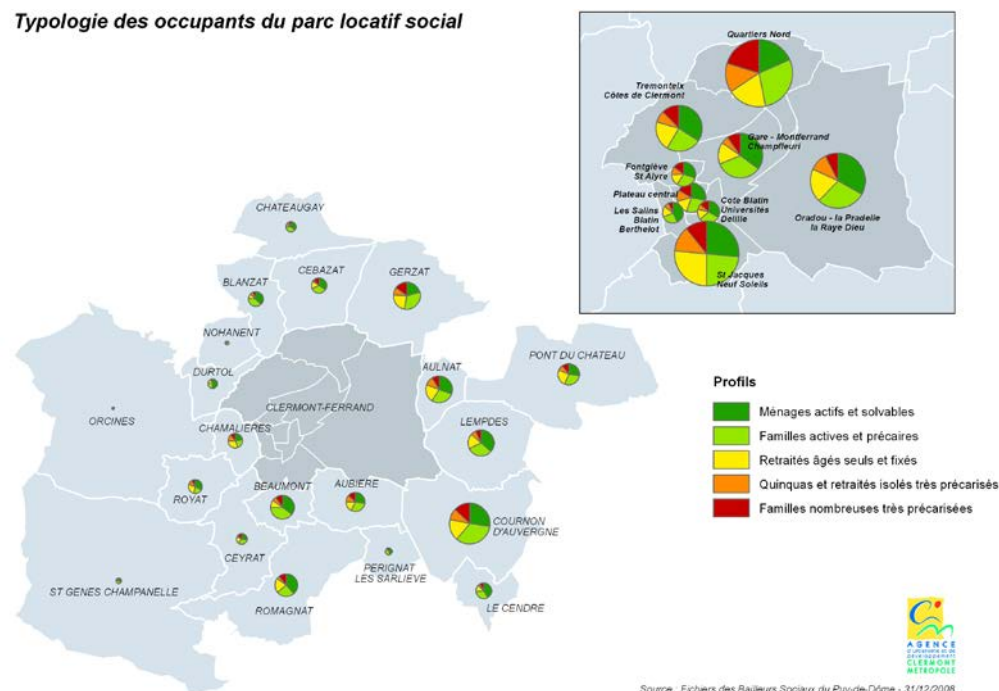 Typologie des occupants du parc locatif social
Quartiers Nord
Tremonteix
Côtes de Clermont
Gare - Montferrand
Champfleuri
Fontgiève
St Alyre
Plateau central
Cote Blatin
Universités
Delille
Les Salins
Blatin
Berthelot
Oradou - la Pradelle
la Raye Dieu
St Jacques
Neuf Soleils
CHATEAUGAY
CEBAZAT
GERZAT
BLANZAT
NOHANENT
DURTOL
AULNAT
PONT DU CHATEAU
ORCINES
CLERMONT-FERRAND
CHAMALIERES
LEMPDES
ROYAT
BEAUMONT
AUBIERE
COURNON
D'AUVERGNE
CEYRAT
PERIGNAT
LES SARLIEVE
ST GENES CHAMPANELLE
ROMAGNAT
LE CENDRE
Profils
Ménages actifs et solvables
Familles actives et précaires
Retraités âgés seuls et fixés
Quinquas et retraités isolés très précarisés
Familles nombreuses très précarisées
AGENCE
CLERMONT
METROPOLE
Source : Fichiers des Bailleurs Sociaux du Puy-de-Dôme - 31/12/2008